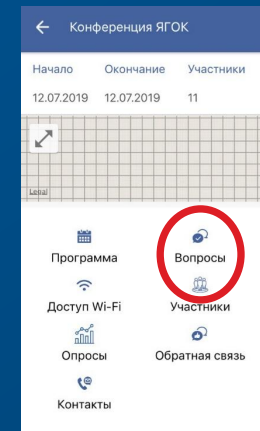 Конференция ЯГОК
Начало Окончание Участники
12.07.2019 12.07.2019 11
Legal
Программа Вопросы
Доступ Wi-Fi Участники
Опросы Обратная связь
Контакты